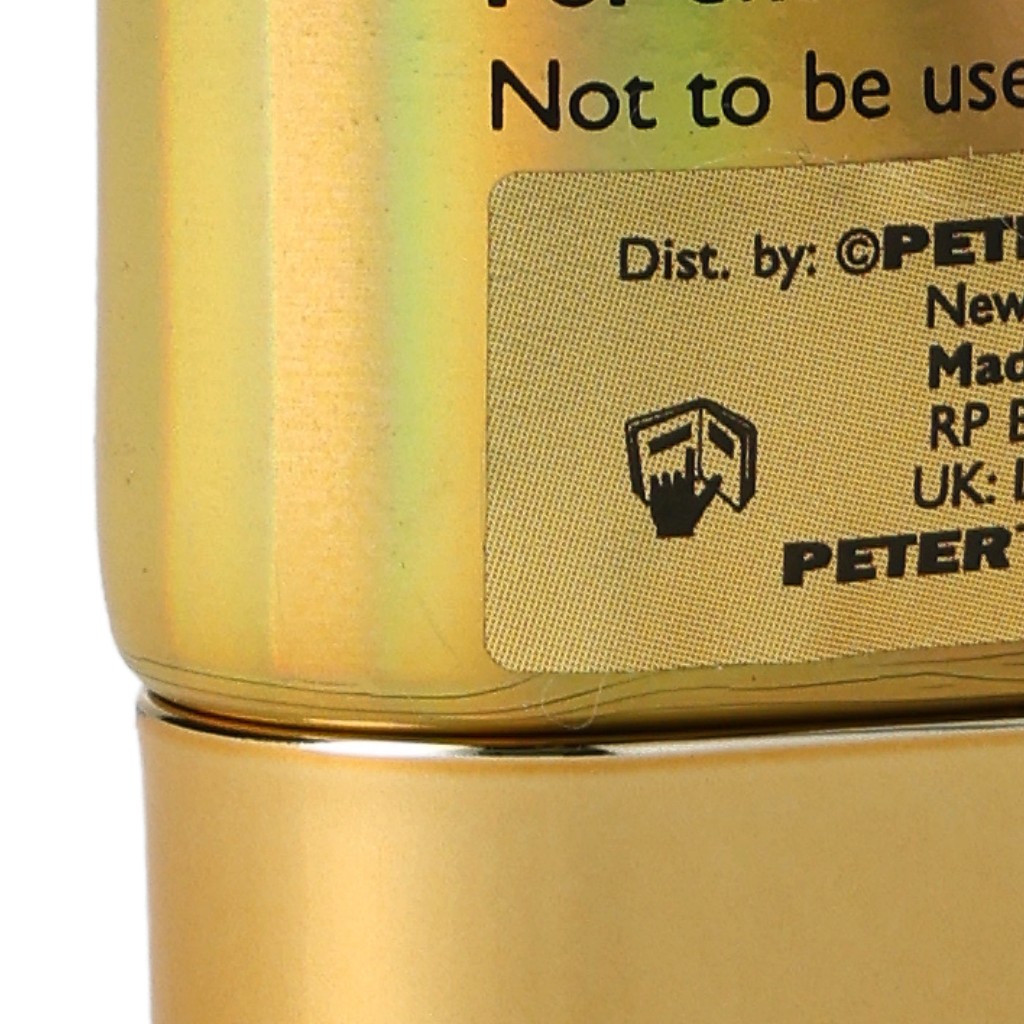 Not to be use
Dist. by: ©PET
New
Mad
RP
UK:
PETER